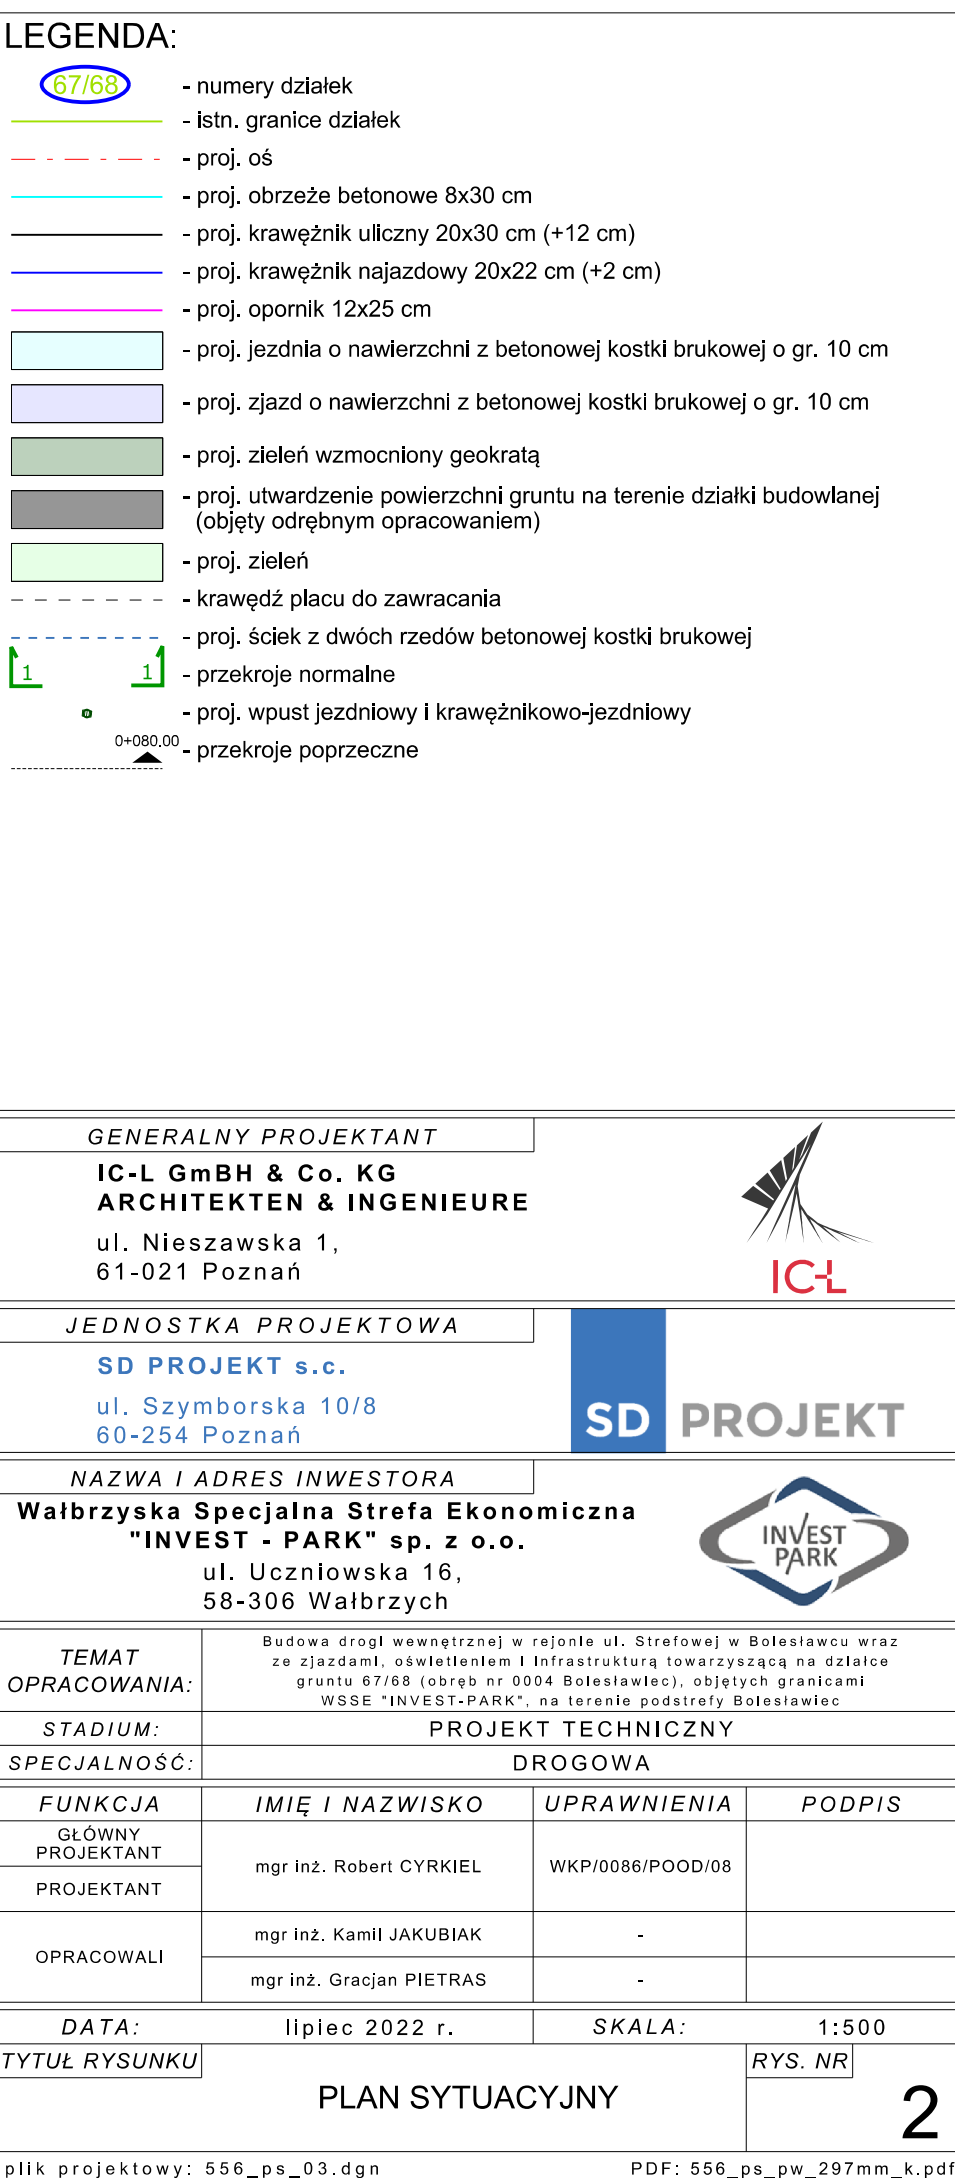 LEGENDA:
67/68 - numery działek
- istn. granice działek
- proj. oś
- proj. obrzeże betonowe 8x30 cm
- proj. krawężnik uliczny 20x30 cm (+12 cm)
- proj. krawężnik najazdowy 20x22 cm (+2 cm)
- proj. opornik 12x25 cm
- proj. jezdnia o nawierzchni z betonowej kostki brukowej o gr. 10 cm
- proj. zjazd o nawierzchni z betonowej kostki brukowej o gr. 10 cm
- proj. zieleń wzmocniony geokratą
- proj. utwardzenie powierzchni gruntu na terenie działki budowlanej
(objęty odrębnym opracowaniem)
- proj. zieleń
- krawędź placu do zawracania
- proj. ściek z dwóch rzedów betonowej kostki brukowej
1 1 - przekroje normalne
- proj. wpust jezdniowy i krawężnikowo-jezdniowy
0+080.00 - przekroje poprzeczne
GENERALNY PROJEKTANT
IC-L GmBH & Co. KG
ARCHITEKTEN & INGENIEURE
ul. Nieszawska 1,
61-021 Poznań
IC-L
JEDNOSTKA PROJEKTOWA
SD PROJEKT s.c.
ul. Szymborska 10/8
60-254 Poznań
SD PROJEKT
NAZWA I ADRES INWESTORA
Wałbrzyska Specjalna Strefa Ekonomiczna
"INVEST - PARK" sp. z o.o.
ul. Uczniowska 16,
58-306 Wałbrzych
INVEST
PARK
TEMAT
OPRACOWANIA:
Budowa drogi wewnętrznej w rejonie ul. Strefowej w Bolesławcu wraz
ze zjazdami, oświetleniem i infrastrukturą towarzyszącą na działce
gruntu 67/68 (obręb nr 0004 Bolesławiec), objętych granicami
WSSE "INVEST-PARK", na terenie podstrefy Bolesławiec
STADIUM: PROJEKT TECHNICZNY
SPECJALNOŚĆ: DROGOWA
FUNKCJA IMIĘ I NAZWISKO UPRAWNIENIA PODPIS
GŁÓWNY
PROJEKTANT
PROJEKTANT
mgr inż. Robert CYRKIEL WKP/0086/POOD/08
OPRACOWALI
mgr inż. Kamil JAKUBIAK -
mgr inż. Gracjan PIETRAS -
DATA: lipiec 2022 r. SKALA: 1:500
TYTUŁ RYSUNKU
PLAN SYTUACYJNY
RYS. NR
2
plik projektowy: 556_ps_03.dgn PDF: 556_ps_pw_297mm_k.pdf